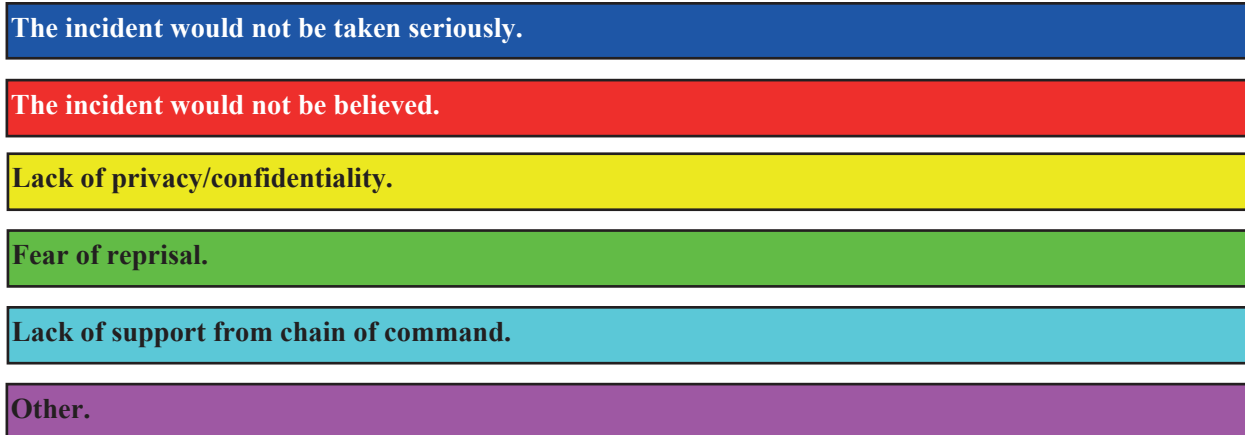 The incident would not be taken seriously.
The incident would not be believed.
Lack of privacy/confidentiality.
Fear of reprisal.
Lack of support from chain of command.
Other.